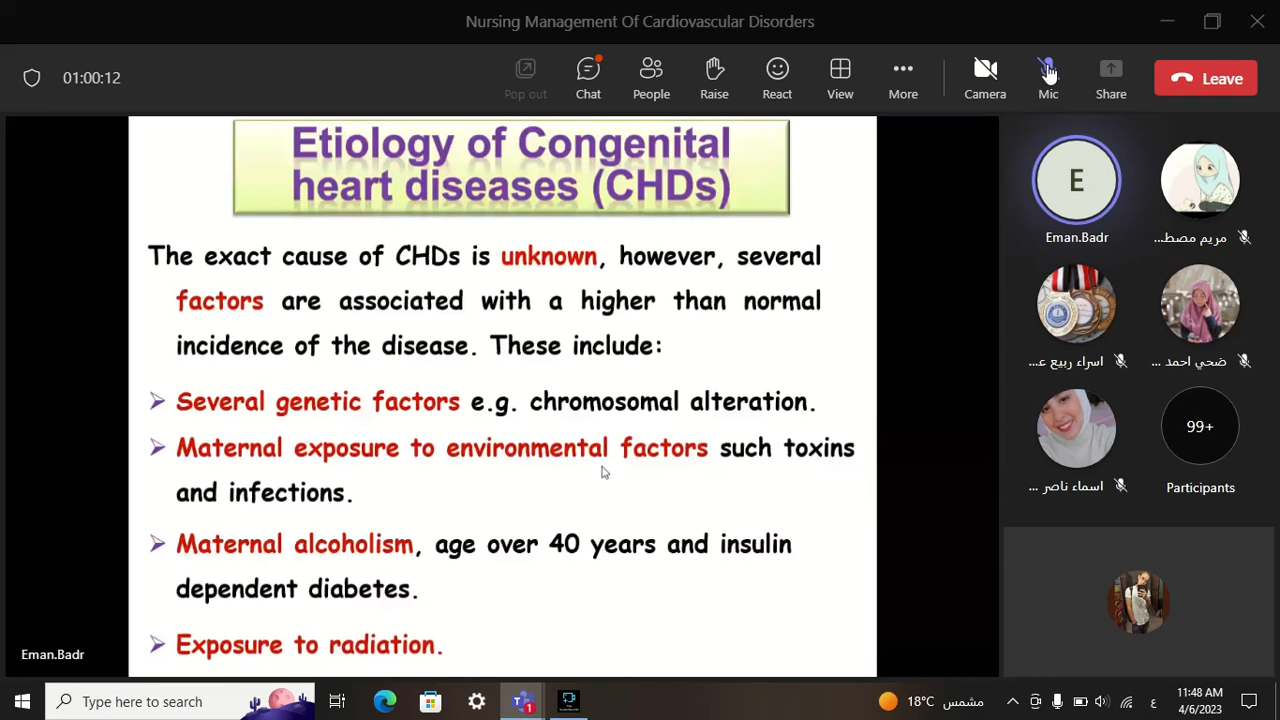 Nursing Management Of Cardiovascular Disorders
01:00:12
Pop out
Chat
People
Raise
React
View
More
Camera
Mic
Share
Leave
Etiology of Congenital
heart diseases (CHDs)
The exact cause of CHDs is unknown, however, several
factors are associated with a higher than normal
incidence of the disease. These include:
➢ Several genetic factors e.g. chromosomal alteration.
➢ Maternal exposure to environmental factors such toxins
and infections.
➢ Maternal alcoholism, age over 40 years and insulin
dependent diabetes.
➢ Exposure to radiation.
Eman.Badr
E
Eman.Badr
مريم مصط...
اسراء ربيع ع...
ضحي احمد ...
اسماء ناصر ...
99+
Participants
Type here to search
1
18°C مشمس
ع
11:48 AM
4/6/2023